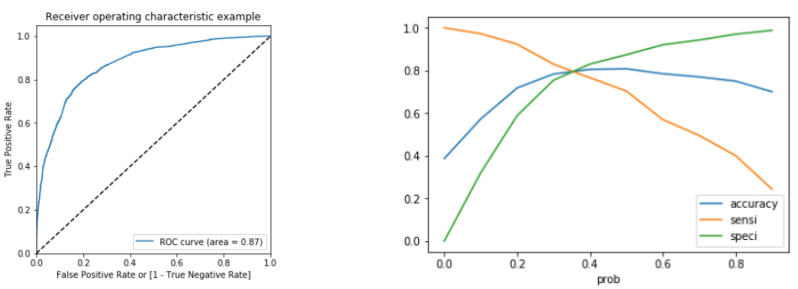 Receiver operating characteristic example
1.0
0.8
0.6
0.4
0.2
0.0
True Positive Rate
ROC curve (area = 0.87)
0.0 0.2 0.4 0.6 0.8 1.0
False Positive Rate or [1 - True Negative Rate]
1.0
0.8
0.6
0.4
0.2
0.0
accuracy
sensi
speci
0.0 0.2 0.4 0.6 0.8
prob